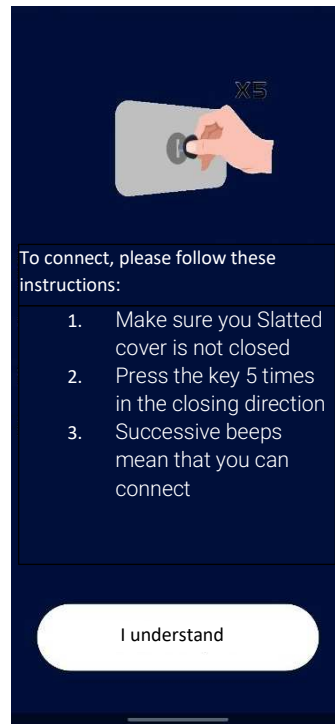 X5
To connect, please follow these
instructions:
1. Make sure you Slatted
cover is not closed
2. Press the key 5 times
in the closing direction
3. Successive beeps
mean that you can
connect
I understand